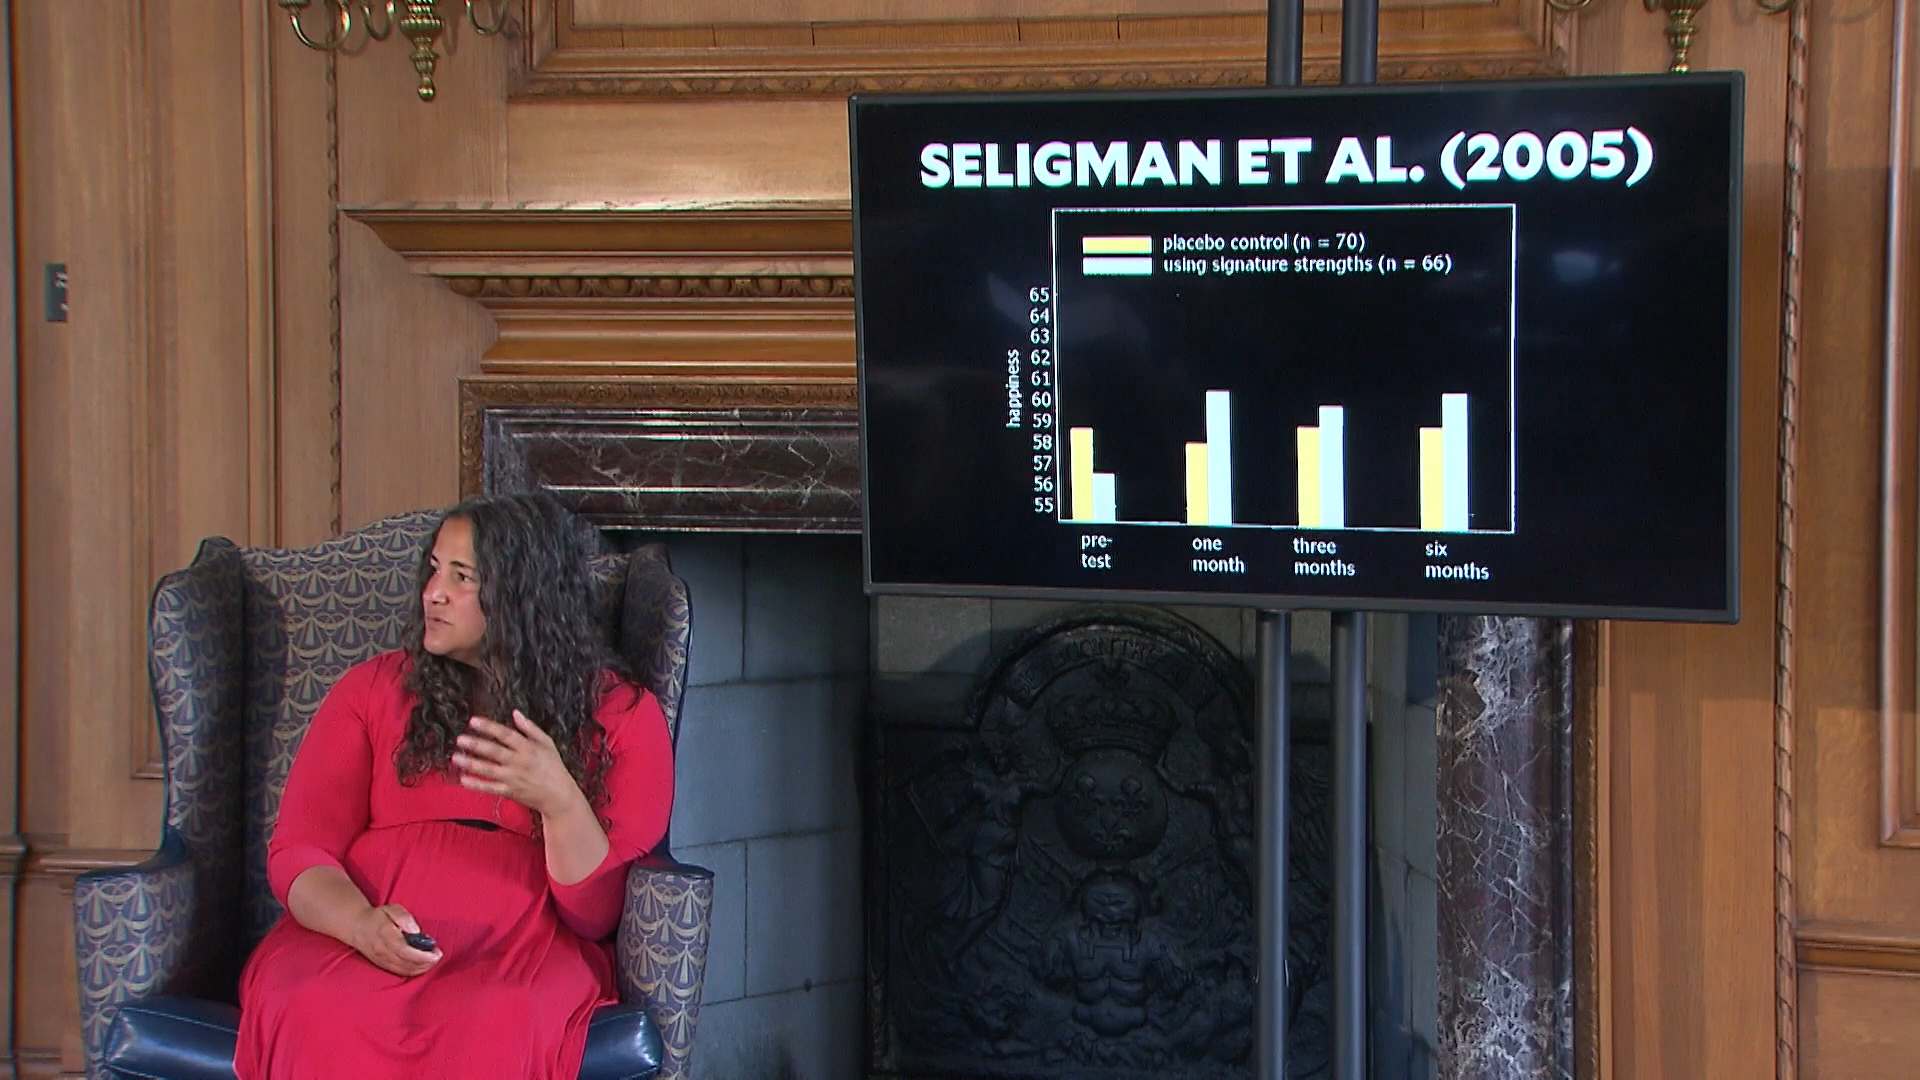 SELIGMAN ET AL. (2005)
placebo control (n = 70)
using signature strengths (n = 66)
65
64
63
62
61
60
59
58
57
56
55
happiness
pre-
test
one
month
three
months
six
months